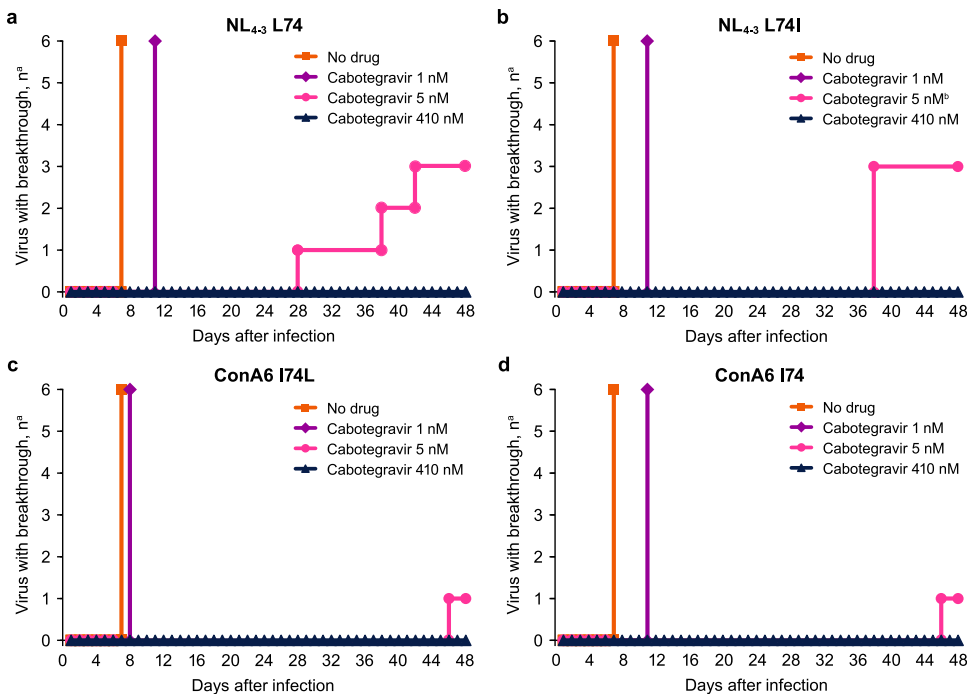 a
NL4-3 L74
Virus with breakthrough, nᵃ
6
5
4
3
2
1
0
No drug
Cabotegravir 1 nM
Cabotegravir 5 nM
Cabotegravir 410 nM
0 4 8 12 16 20 24 28 32 36 40 44 48
Days after infection
b
NL4-3 L74I
Virus with breakthrough, nᵃ
6
5
4
3
2
1
0
No drug
Cabotegravir 1 nM
Cabotegravir 5 nMᵇ
Cabotegravir 410 nM
0 4 8 12 16 20 24 28 32 36 40 44 48
Days after infection
c
ConA6 I74L
Virus with breakthrough, nᵃ
6
5
4
3
2
1
0
No drug
Cabotegravir 1 nM
Cabotegravir 5 nM
Cabotegravir 410 nM
0 4 8 12 16 20 24 28 32 36 40 44 48
Days after infection
d
ConA6 I74
Virus with breakthrough, nᵃ
6
5
4
3
2
1
0
No drug
Cabotegravir 1 nM
Cabotegravir 5 nM
Cabotegravir 410 nM
0 4 8 12 16 20 24 28 32 36 40 44 48
Days after infection